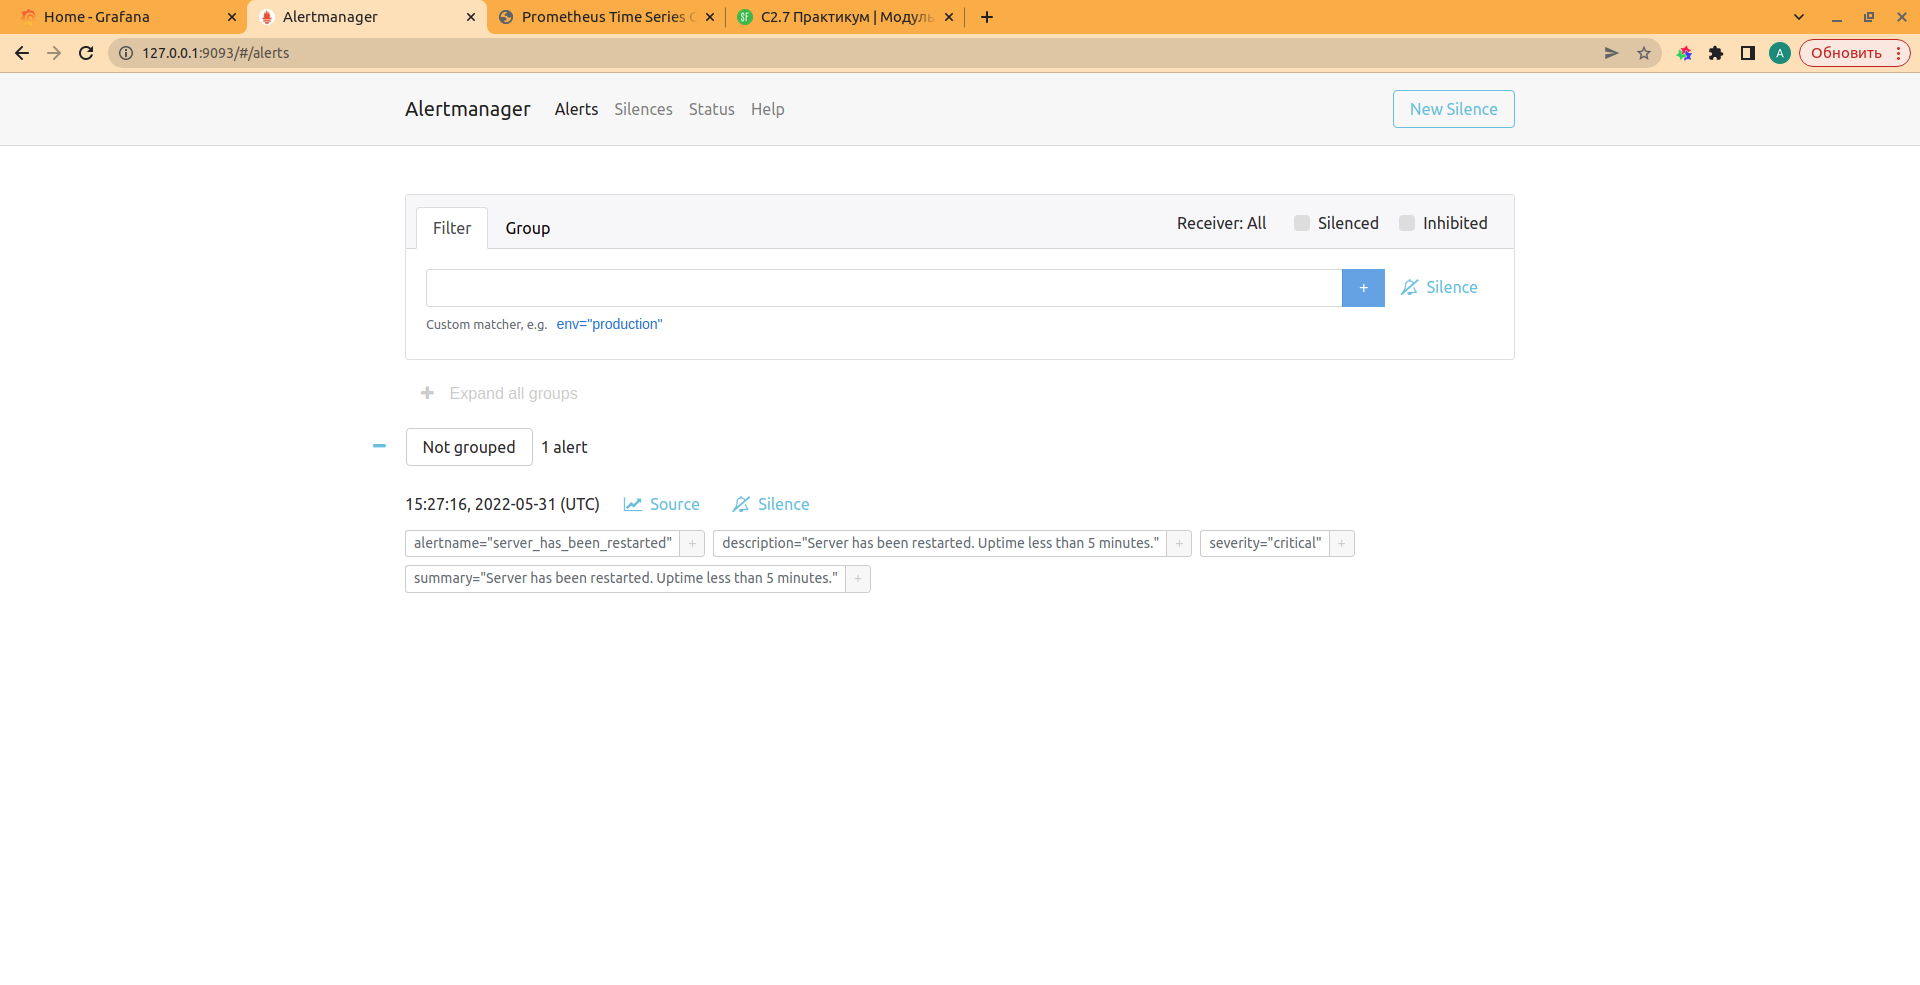 Home - Grafana
Alertmanager
Prometheus Time Series
C2.7 Практикум | Модуль
127.0.0.1:9093/#/alerts
A
Обновить
Alertmanager Alerts Silences Status Help New Silence
Filter Group Receiver: All Silenced Inhibited
+ Silence
Custom matcher, e.g. env="production"
+ Expand all groups
Not grouped 1 alert
15:27:16, 2022-05-31 (UTC) Source Silence
alertname="server_has_been_restarted" + description="Server has been restarted. Uptime less than 5 minutes." + severity="critical" +
summary="Server has been restarted. Uptime less than 5 minutes." +